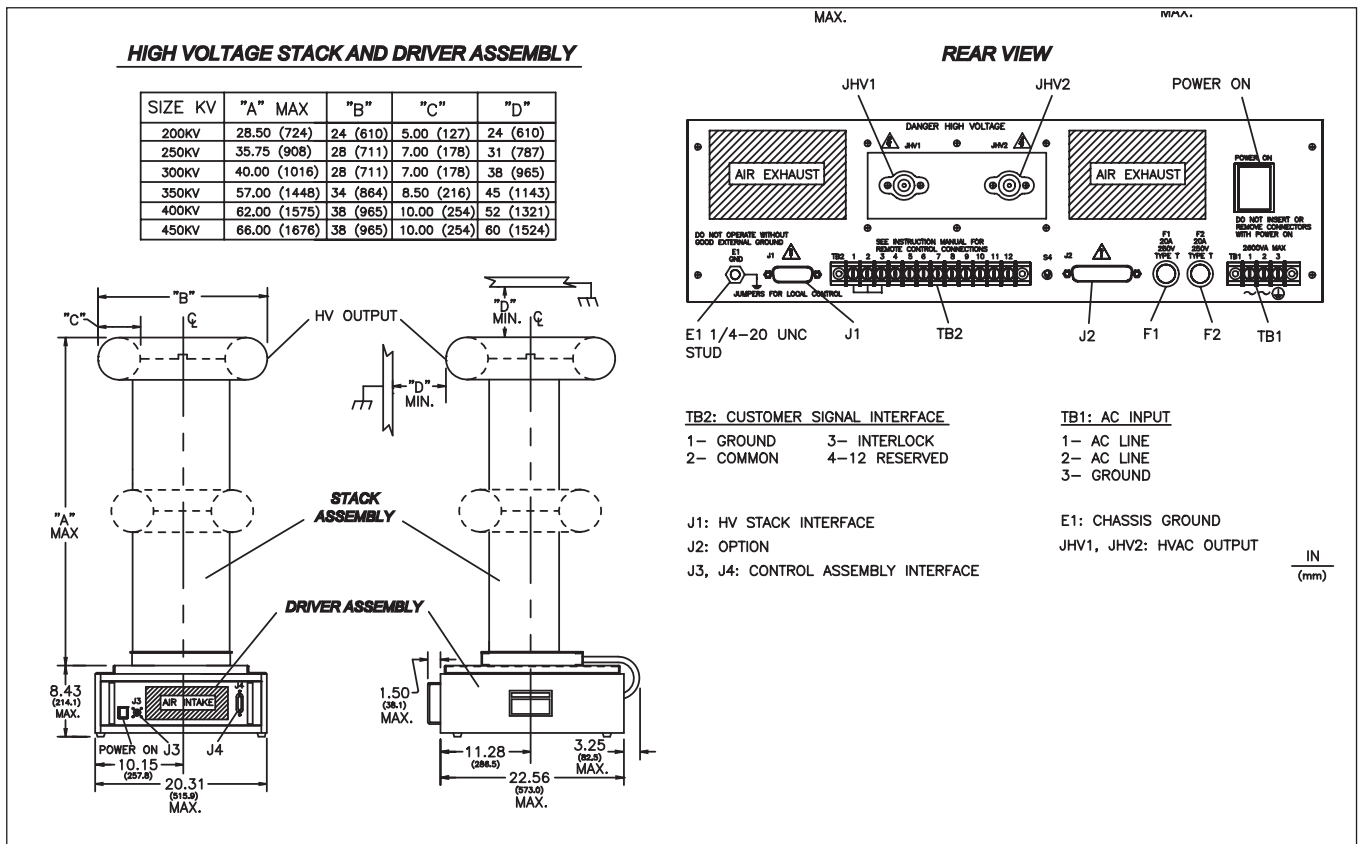 MAX.
MAX.
HIGH VOLTAGE STACK AND DRIVER ASSEMBLY
SIZE KV "A" MAX "B" "C" "D"
200KV 28.50 (724) 24 (610) 5.00 (127) 24 (610)
250KV 35.75 (908) 28 (711) 7.00 (178) 31 (787)
300KV 40.00 (1016) 28 (711) 7.00 (178) 38 (965)
350KV 57.00 (1448) 34 (864) 8.50 (216) 45 (1143)
400KV 62.00 (1575) 38 (965) 10.00 (254) 52 (1321)
450KV 66.00 (1676) 38 (965) 10.00 (254) 60 (1524)
"B"
"C"
℄
HV OUTPUT
"D"
MIN.
℄
"D"
MIN.
"A"
MAX
STACK
ASSEMBLY
DRIVER ASSEMBLY
8.43
(214.1)
MAX.
J3
AIR INTAKE
J4
POWER ON J3 J4
10.15
(257.8)
20.31
(515.9)
MAX.
1.50
(38.1)
MAX.
11.28
(286.5)
3.25
(82.5)
MAX.
22.56
(573.0)
MAX.
REAR VIEW
JHV1 JHV2 POWER ON
DANGER HIGH VOLTAGE
JHV1 JHV2
AIR EXHAUST
AIR EXHAUST
POWER ON
DO NOT INSERT OR
REMOVE CONNECTORS
WITH POWER ON
DO NOT OPERATE WITHOUT
GOOD EXTERNAL GROUND
E1
GND
J1
SEE INSTRUCTION MANUAL FOR
REMOTE CONTROL CONNECTIONS
TB2 1 2 3 4 5 6 7 8 9 10 11 12
JUMPERS FOR LOCAL CONTROL
S4
J2
F1
20A
250V
TYPE T
F2
20A
250V
TYPE T
2600VA MAX
TB1 1 2 3
E1 1/4-20 UNC
STUD
J1 TB2 J2 F1 F2 TB1
TB2: CUSTOMER SIGNAL INTERFACE
1- GROUND 3- INTERLOCK
2- COMMON 4-12 RESERVED
TB1: AC INPUT
1- AC LINE
2- AC LINE
3- GROUND
J1: HV STACK INTERFACE
J2: OPTION
J3, J4: CONTROL ASSEMBLY INTERFACE
E1: CHASSIS GROUND
JHV1, JHV2: HVAC OUTPUT
IN
(mm)